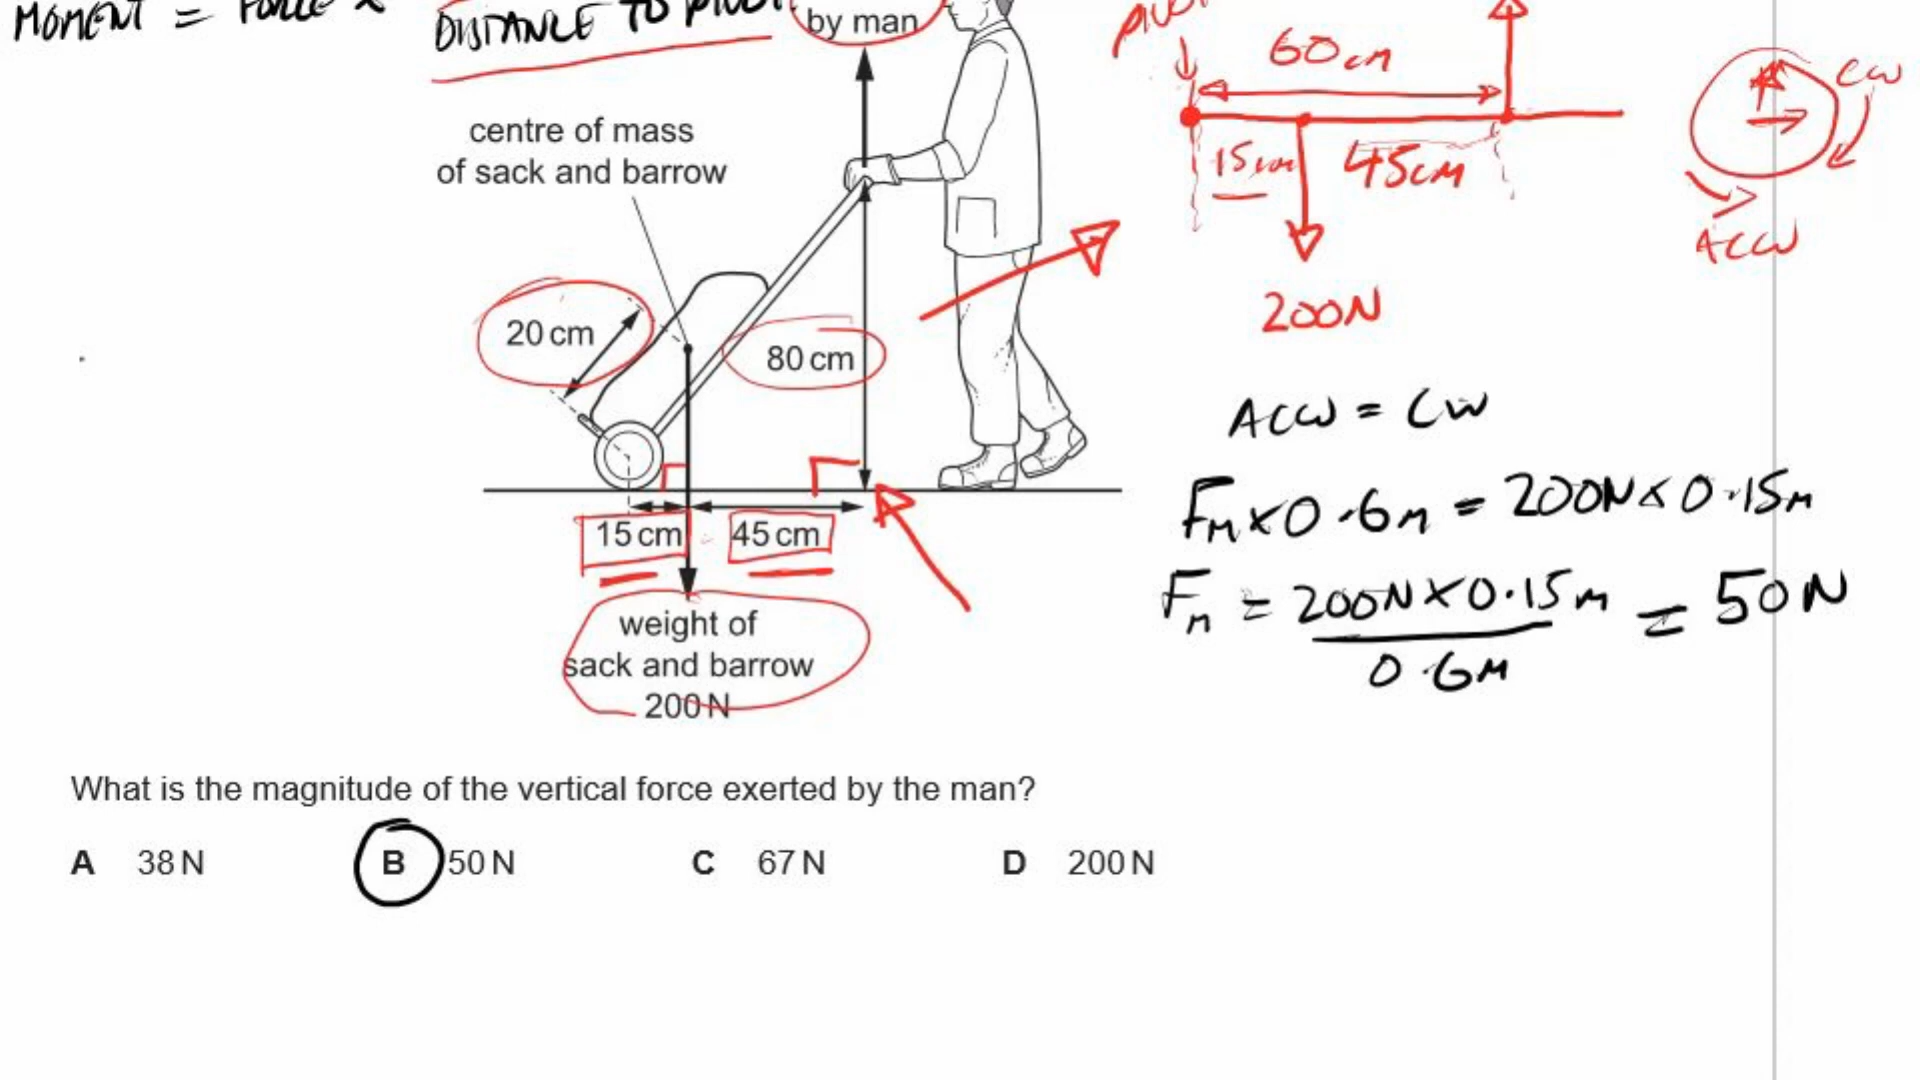 MOMENT = FORCE ×
DISTANCE TO PIVOT
by man
centre of mass
of sack and barrow
20 cm
80 cm
15 cm
45 cm
weight of
sack and barrow
200 N
PIVOT
60cm
15cm
45cm
200N
CW
ACW
ACW = CW
FM × 0.6m = 200N × 0.15m
FM = 200N × 0.15m = 50N
0.6M
What is the magnitude of the vertical force exerted by the man?
A 38 N B 50 N C 67 N D 200 N